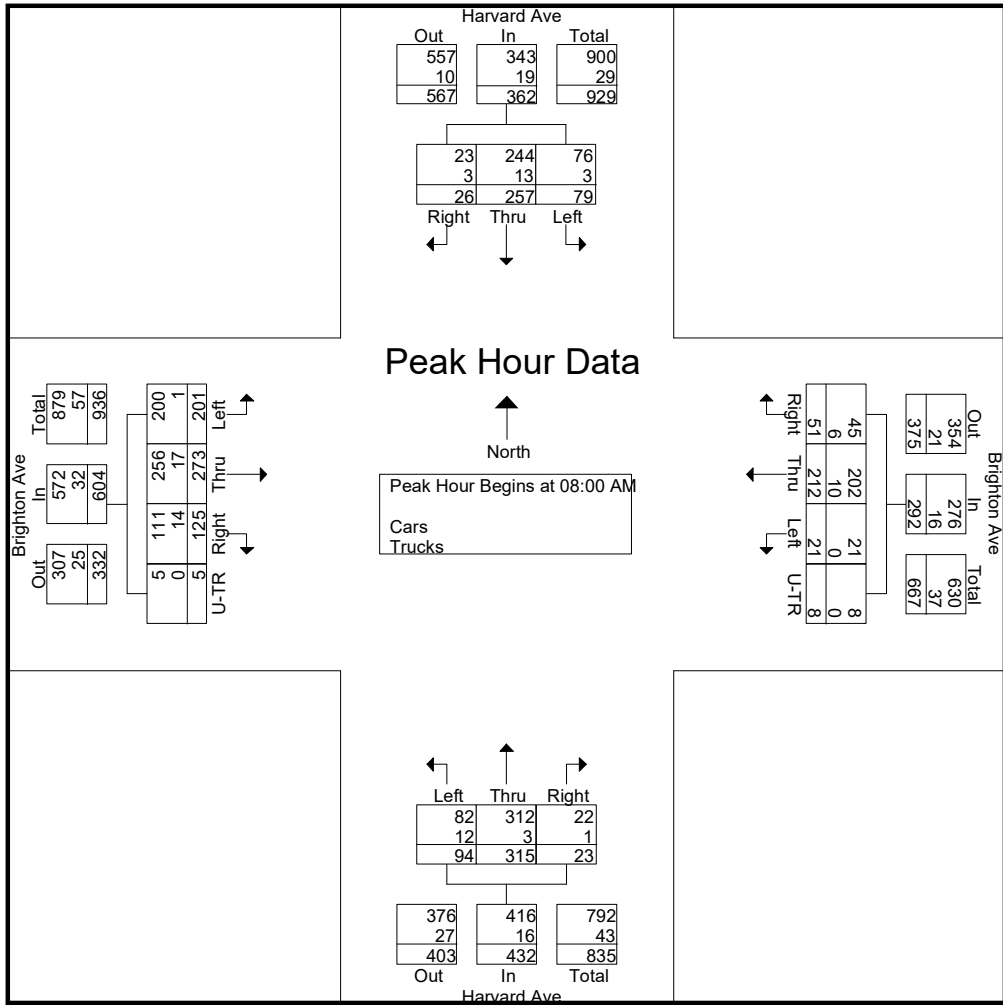 Harvard Ave
Out In Total
557 343 900
10 19 29
567 362 929
23 244 76
3 13 3
26 257 79
Right Thru Left
Peak Hour Data
North
Peak Hour Begins at 08:00 AM
Cars
Trucks
Brighton Ave
Total In Out
879 572 307
57 32 25
936 604 332
200 256 111 5
1 17 14 0
201 273 125 5
Left Thru Right U-TR
Brighton Ave
Out In Total
354 276 630
21 16 37
375 292 667
45 202 21 8
6 10 0 0
51 212 21 8
Right Thru Left U-TR
Left Thru Right
82 312 22
12 3 1
94 315 23
376 416 792
27 16 43
403 432 835
Out In Total
Harvard Ave